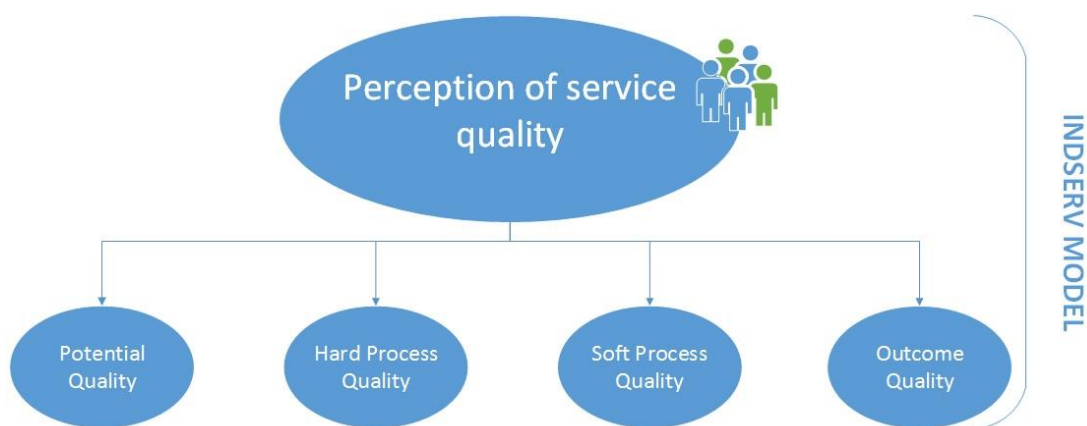 Perception of service
quality
Potential
Quality
Hard Process
Quality
Soft Process
Quality
Outcome
Quality
INDSERV MODEL